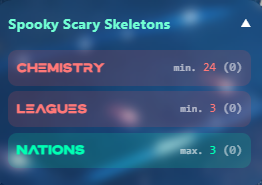 Spooky Scary Skeletons
CHEMISTRY min. 24 (0)
LEAGUES min. 3 (0)
NATIONS max. 3 (0)